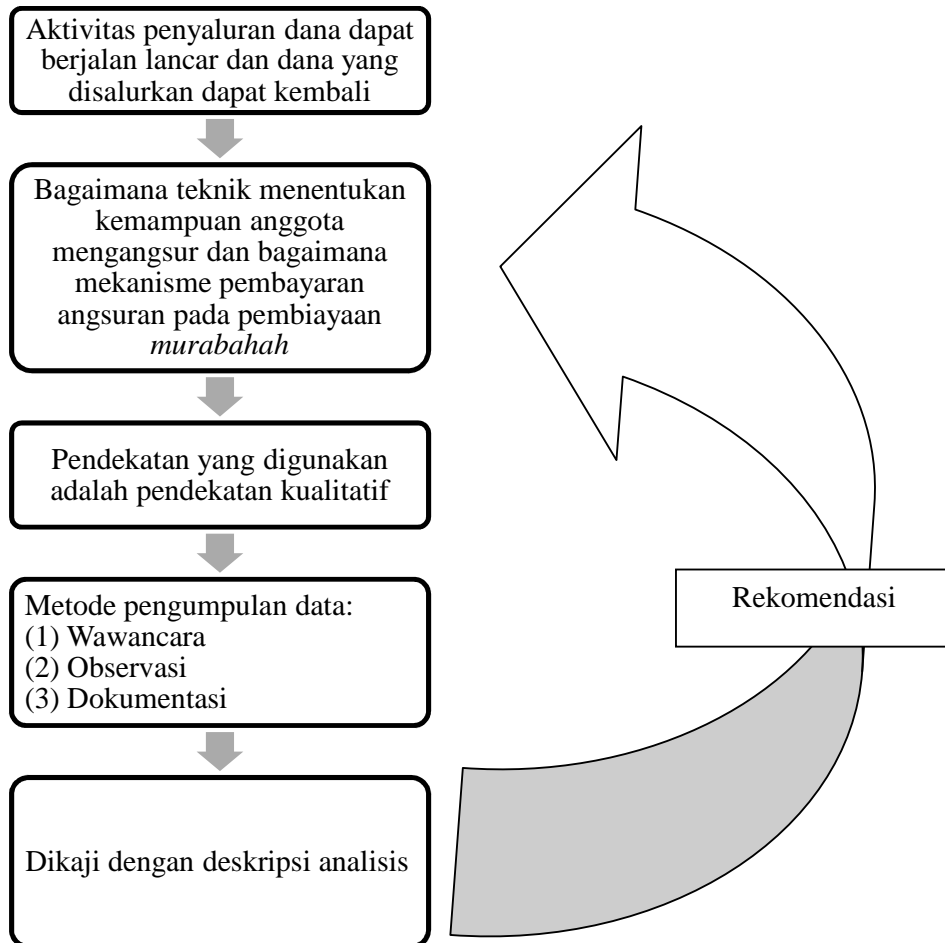 Aktivitas penyaluran dana dapat
berjalan lancar dan dana yang
disalurkan dapat kembali
Bagaimana teknik menentukan
kemampuan anggota
mengangsur dan bagaimana
mekanisme pembayaran
angsuran pada pembiayaan
murabahah
Pendekatan yang digunakan
adalah pendekatan kualitatif
Metode pengumpulan data:
(1) Wawancara
(2) Observasi
(3) Dokumentasi
Dikaji dengan deskripsi analisis
Rekomendasi